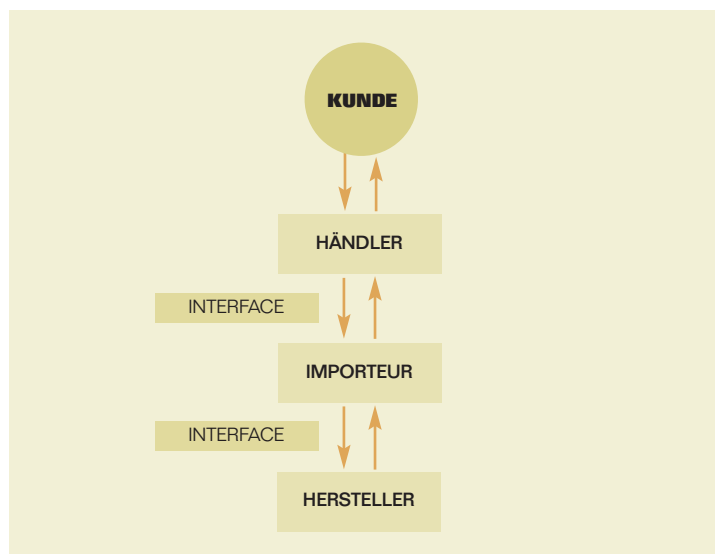 KUNDE
HÄNDLER
INTERFACE
IMPORTEUR
INTERFACE
HERSTELLER